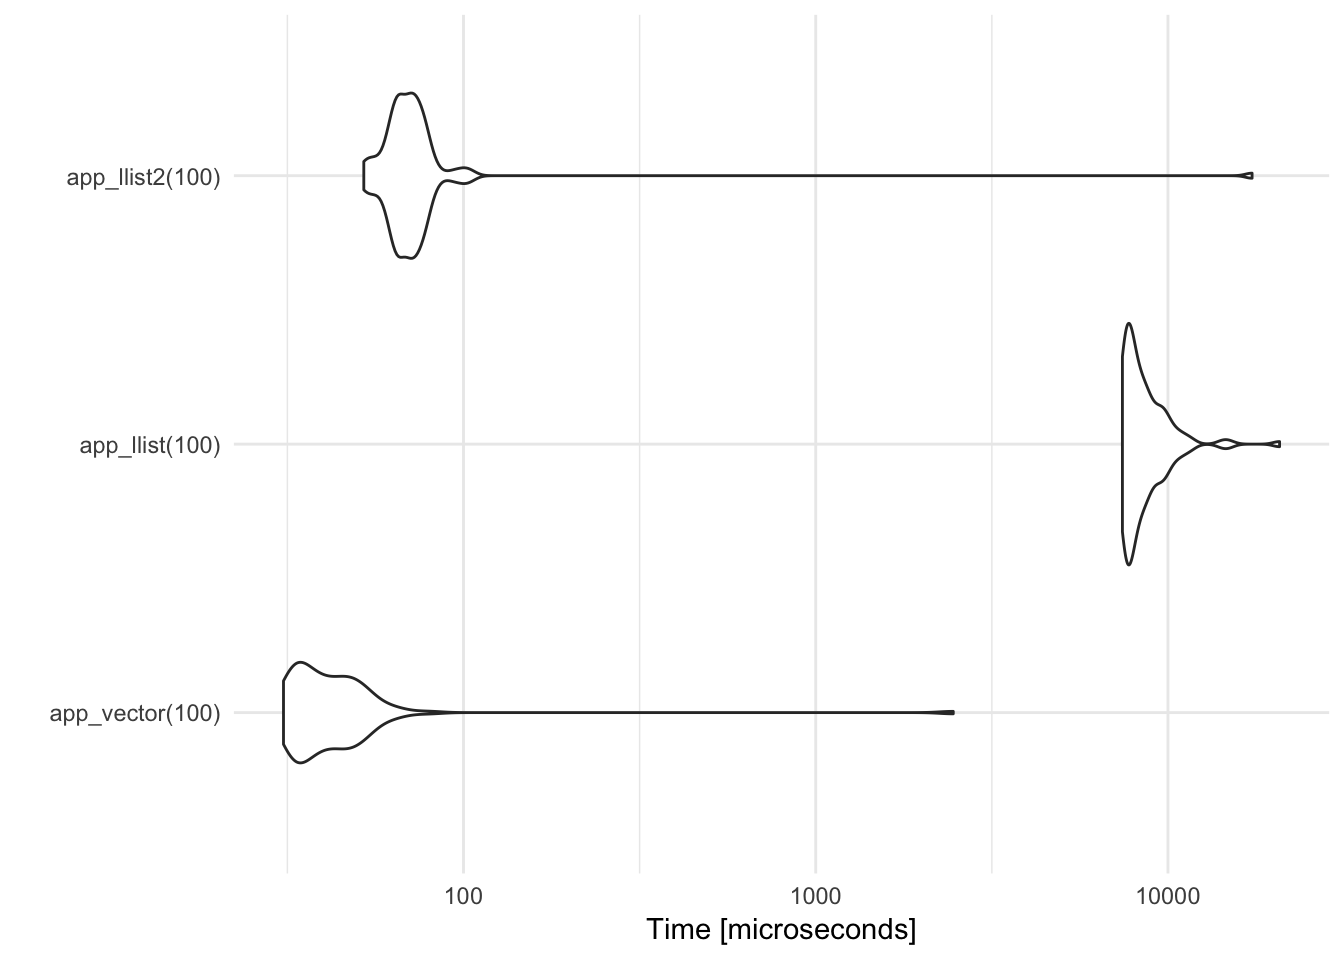 app_llist2(100)
app_llist(100)
app_vector(100)
100
1000
10000
Time [microseconds]